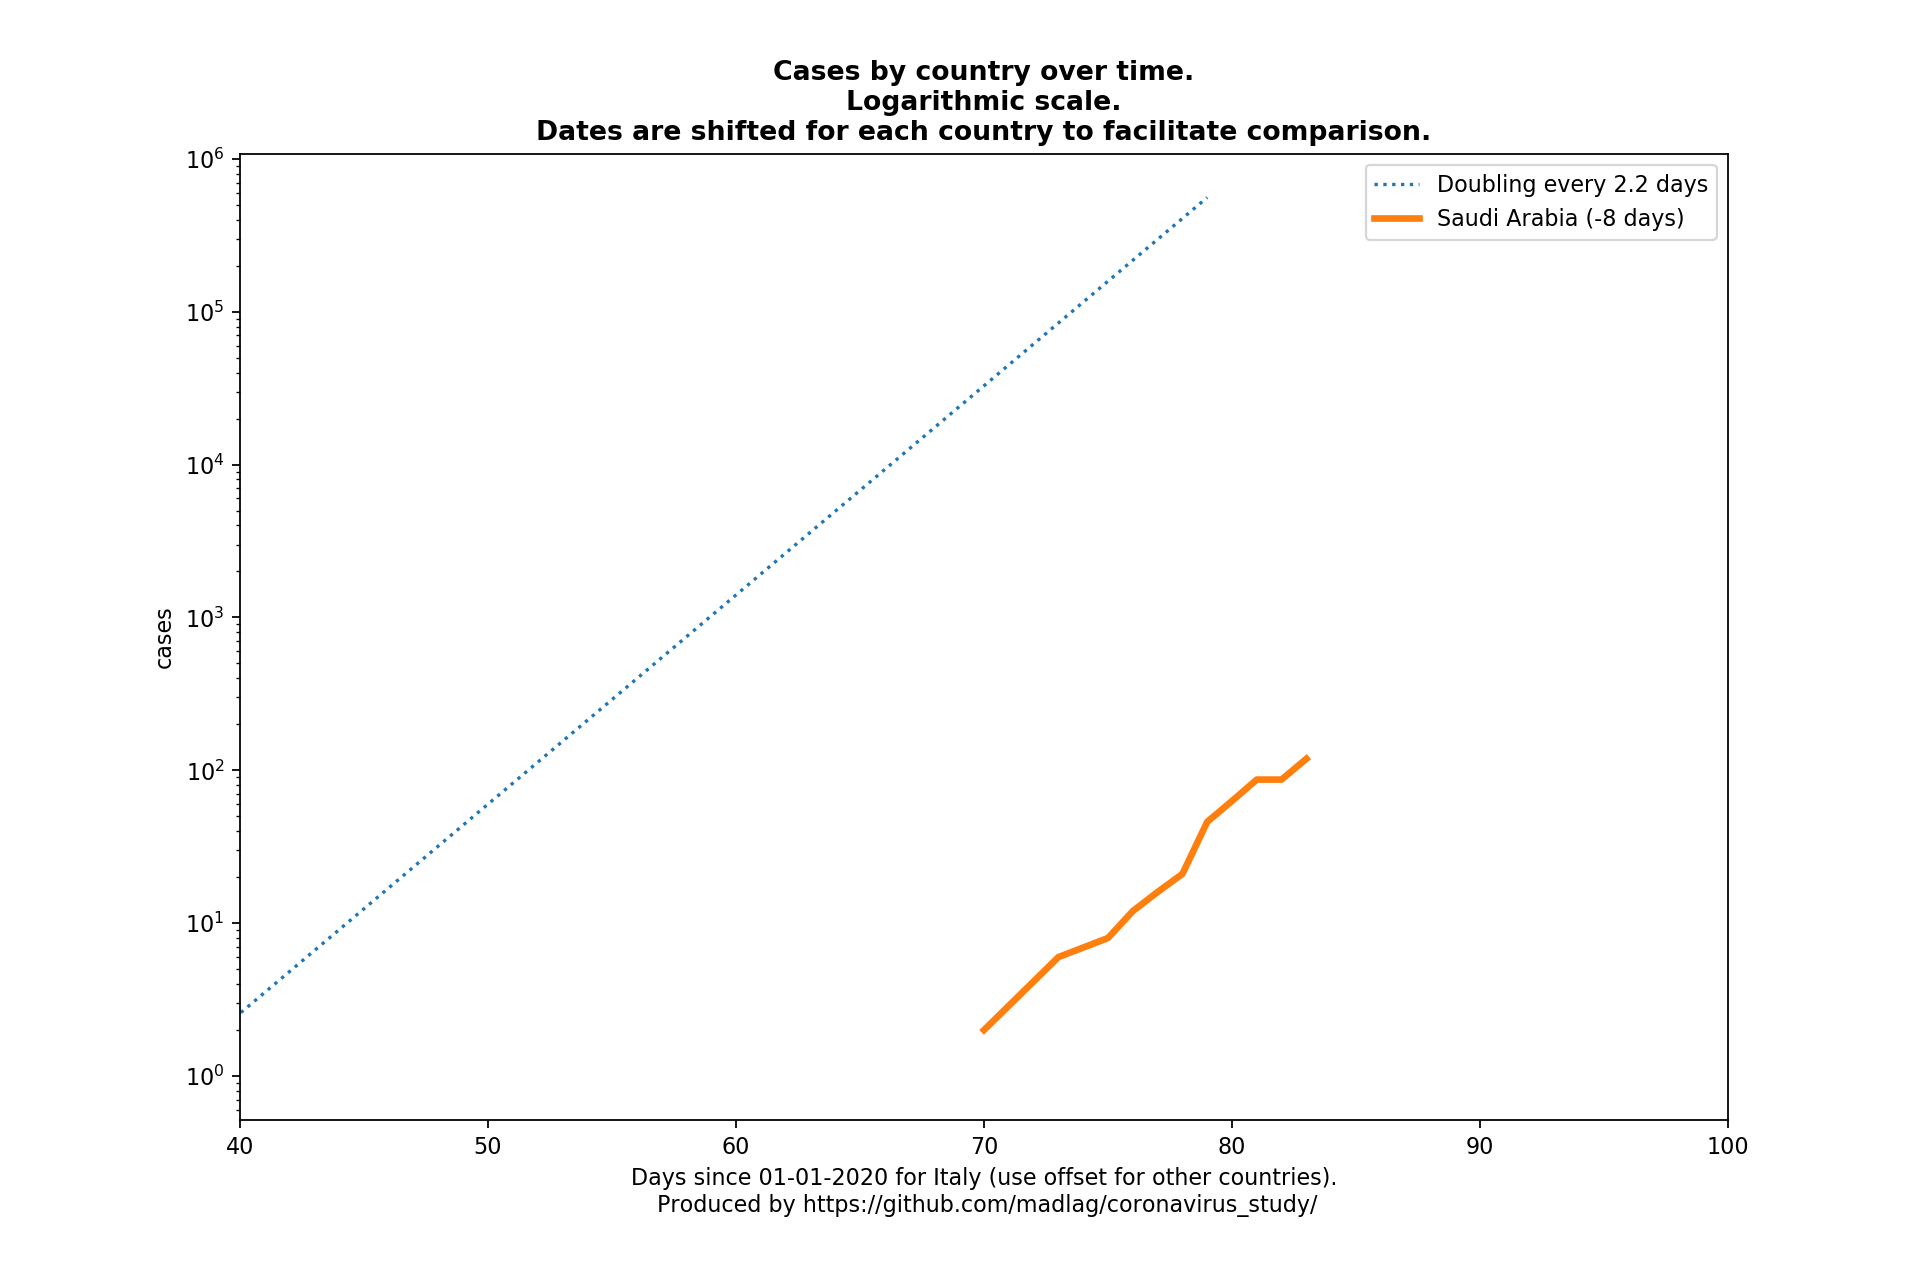 Cases by country over time.
Logarithmic scale.
Dates are shifted for each country to facilitate comparison.
Doubling every 2.2 days
Saudi Arabia (-8 days)
cases
10⁶
10⁵
10⁴
10³
10²
10¹
10⁰
40 50 60 70 80 90 100
Days since 01-01-2020 for Italy (use offset for other countries).
Produced by https://github.com/madlag/coronavirus_study/